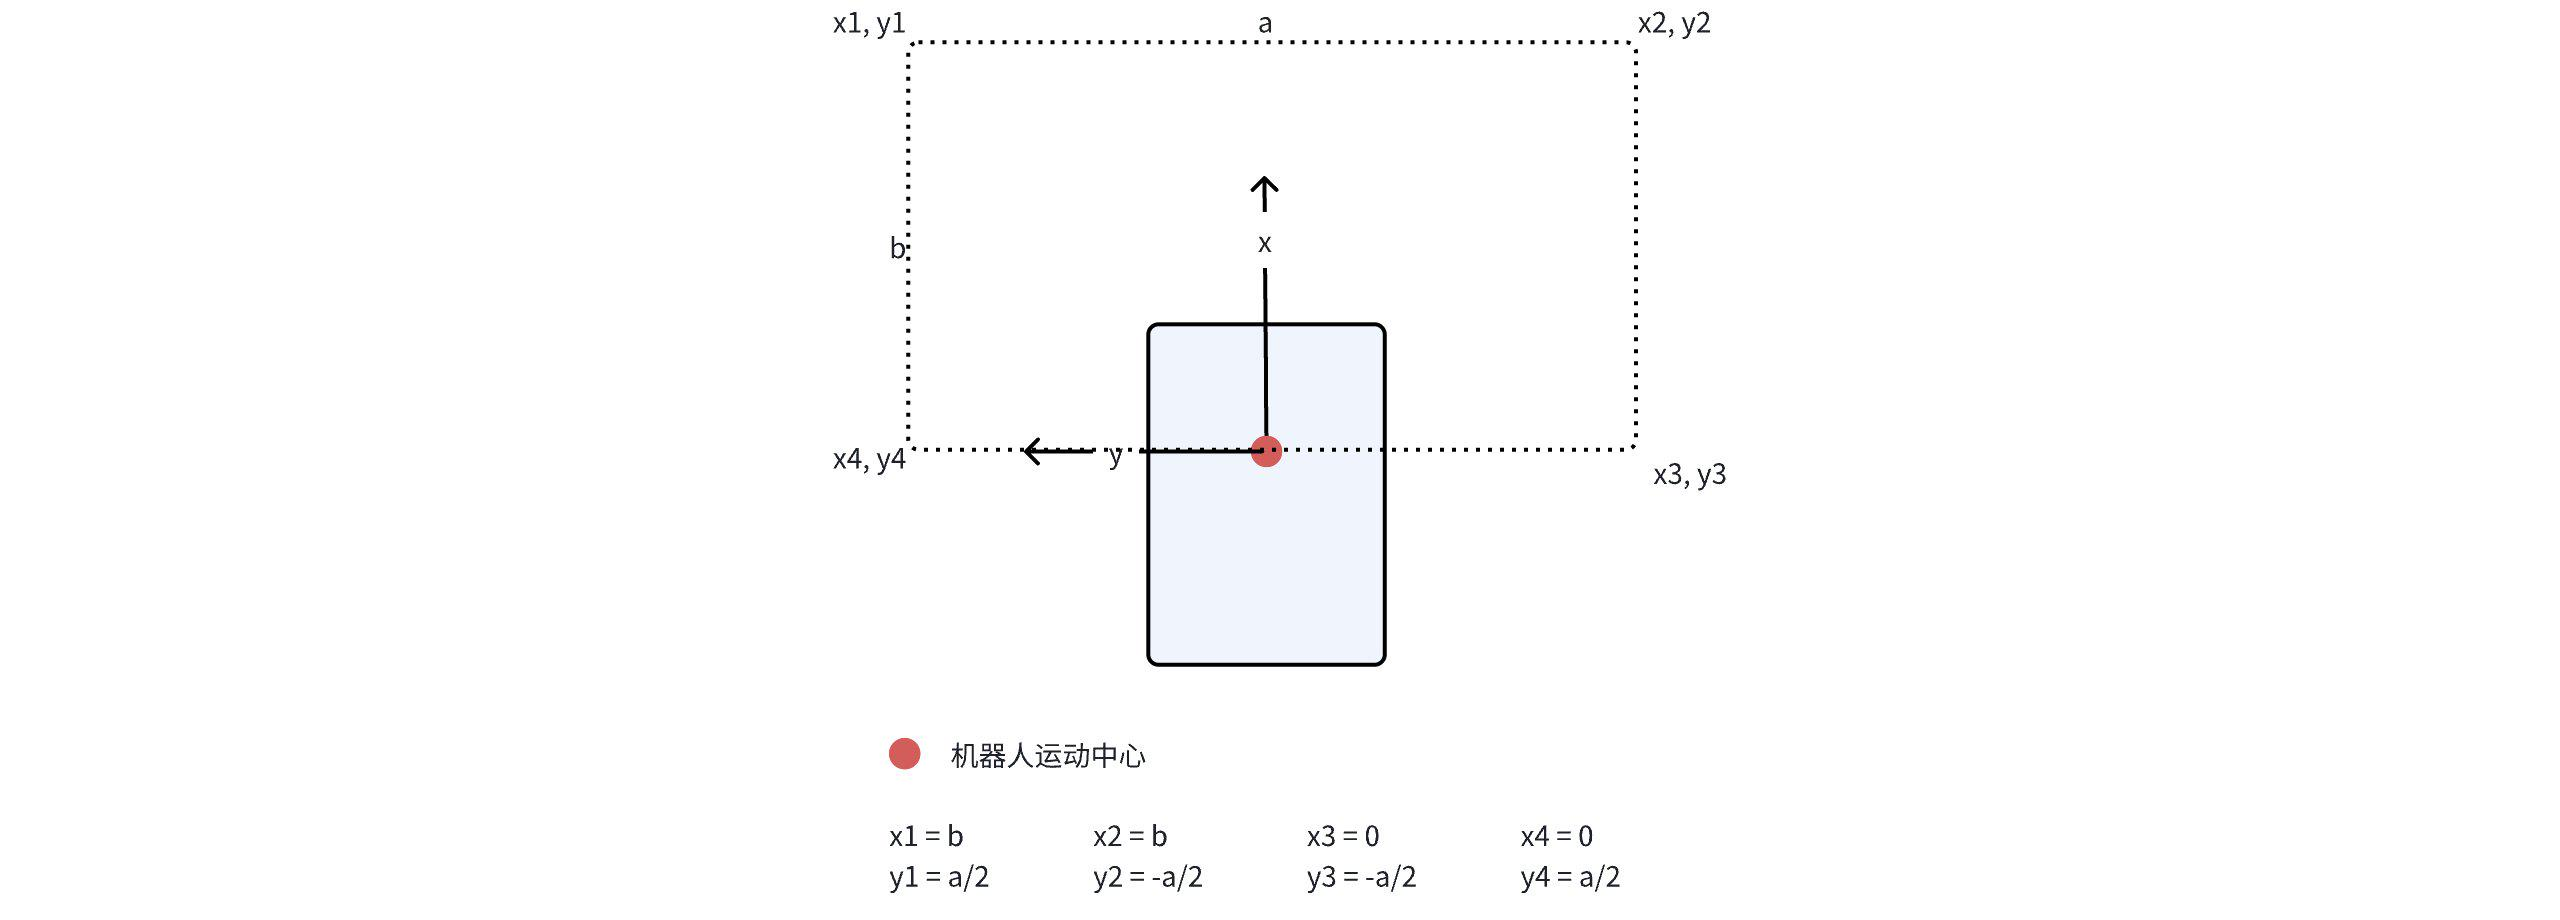 x1, y1
a
x2, y2
x
b
x4, y4
y
x3, y3
机器人运动中心
x1 = b
y1 = a/2
x2 = b
y2 = -a/2
x3 = 0
y3 = -a/2
x4 = 0
y4 = a/2